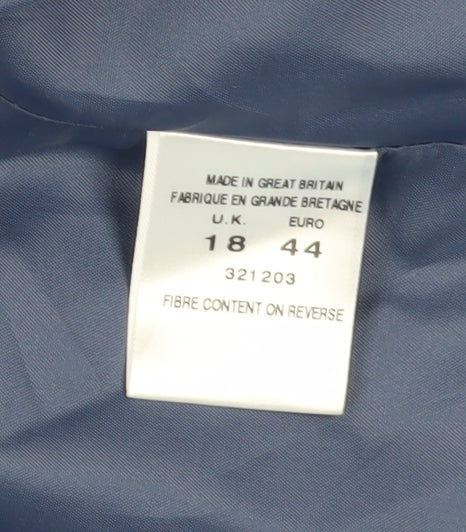 MADE IN GREAT BRITAIN
FABRIQUE EN GRANDE BRETAGNE
U.K. EURO
18 44
321203
FIBRE CONTENT ON REVERSE